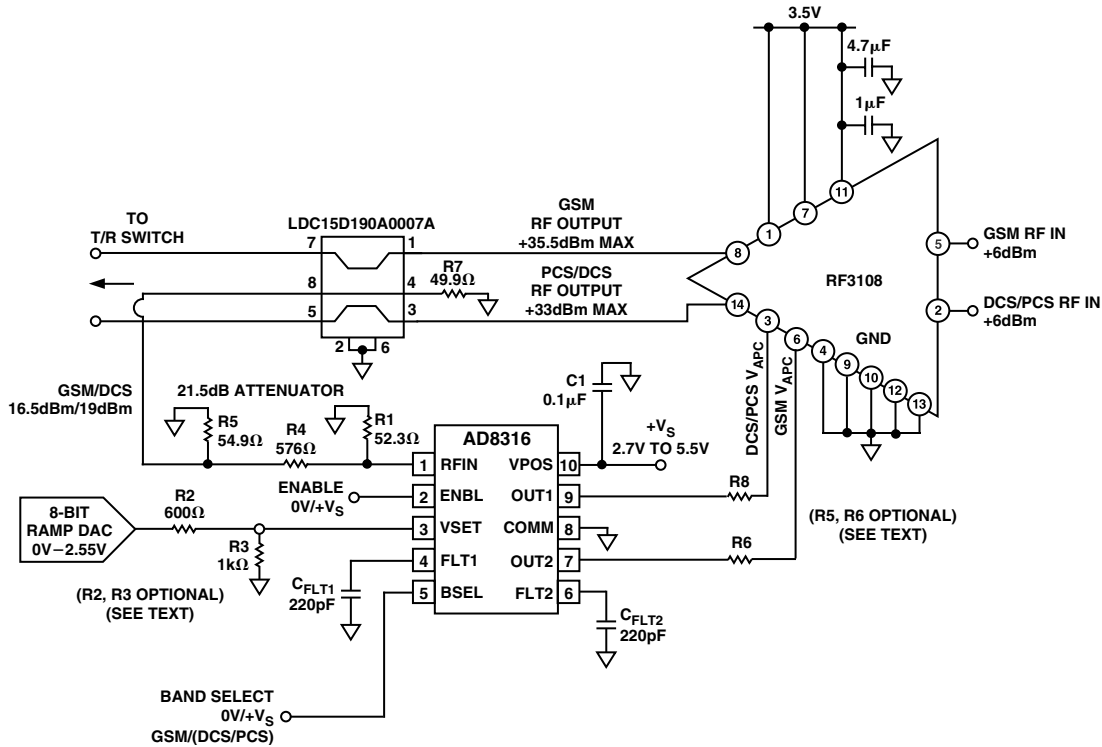 3.5V
4.7μF
1μF
11
7
1
8
14
3
6
4
9
10
12
13
5
2
RF3108
GND
GSM RF IN
+6dBm
DCS/PCS RF IN
+6dBm
TO
T/R SWITCH
LDC15D190A0007A
7
1
8
4
5
3
2
6
R7
49.9Ω
GSM
RF OUTPUT
+35.5dBm MAX
PCS/DCS
RF OUTPUT
+33dBm MAX
DCS/PCS VAPC
GSM VAPC
GSM/DCS
16.5dBm/19dBm
21.5dB ATTENUATOR
R5
54.9Ω
R4
576Ω
R1
52.3Ω
C1
0.1μF
+VS
2.7V TO 5.5V
AD8316
1
RFIN
VPOS
10
2
ENBL
OUT1
9
3
VSET
COMM
8
4
FLT1
OUT2
7
5
BSEL
FLT2
6
ENABLE
0V/+VS
8-BIT
RAMP DAC
0V–2.55V
R2
600Ω
R3
1kΩ
(R2, R3 OPTIONAL)
(SEE TEXT)
CFLT1
220pF
CFLT2
220pF
R8
R6
(R5, R6 OPTIONAL)
(SEE TEXT)
BAND SELECT
0V/+VS
GSM/(DCS/PCS)